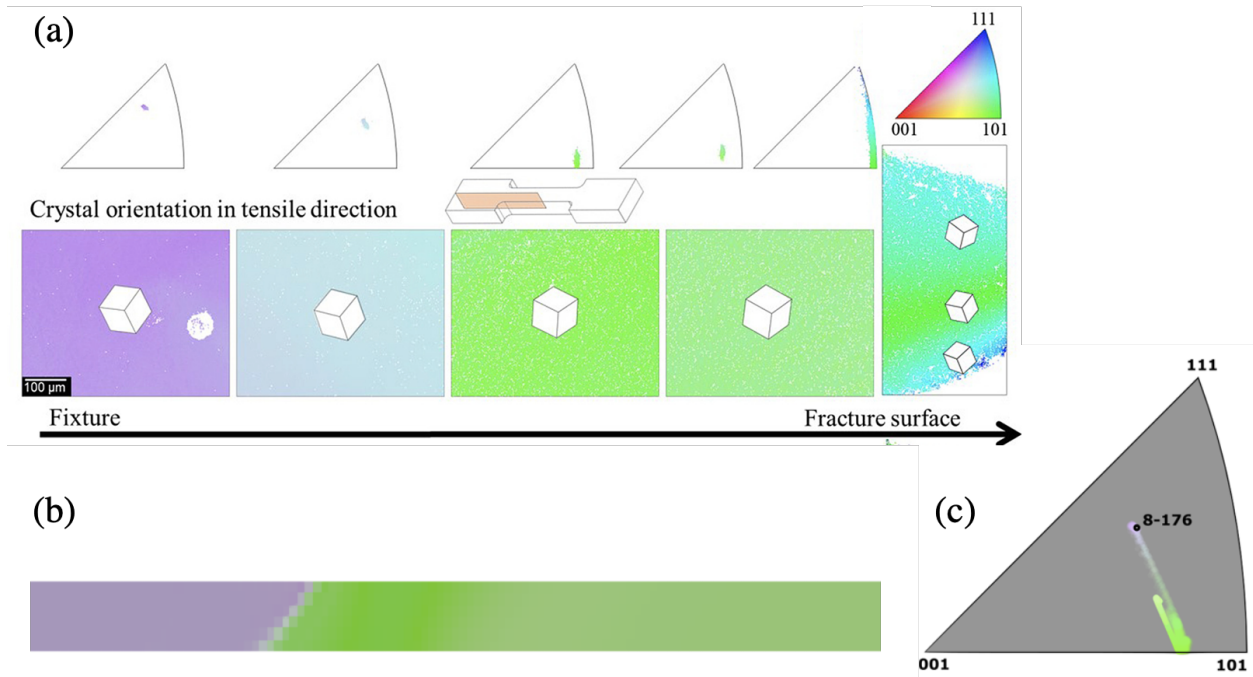 (a)
111
001
101
Crystal orientation in tensile direction
100 μm
Fixture
Fracture surface
(b)
(c)
111
8-176
001
101